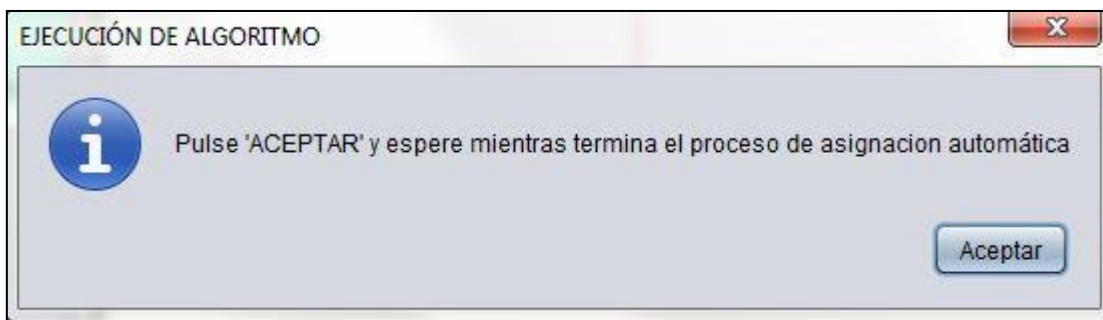 EJECUCIÓN DE ALGORITMO
Pulse 'ACEPTAR' y espere mientras termina el proceso de asignacion automática
Aceptar